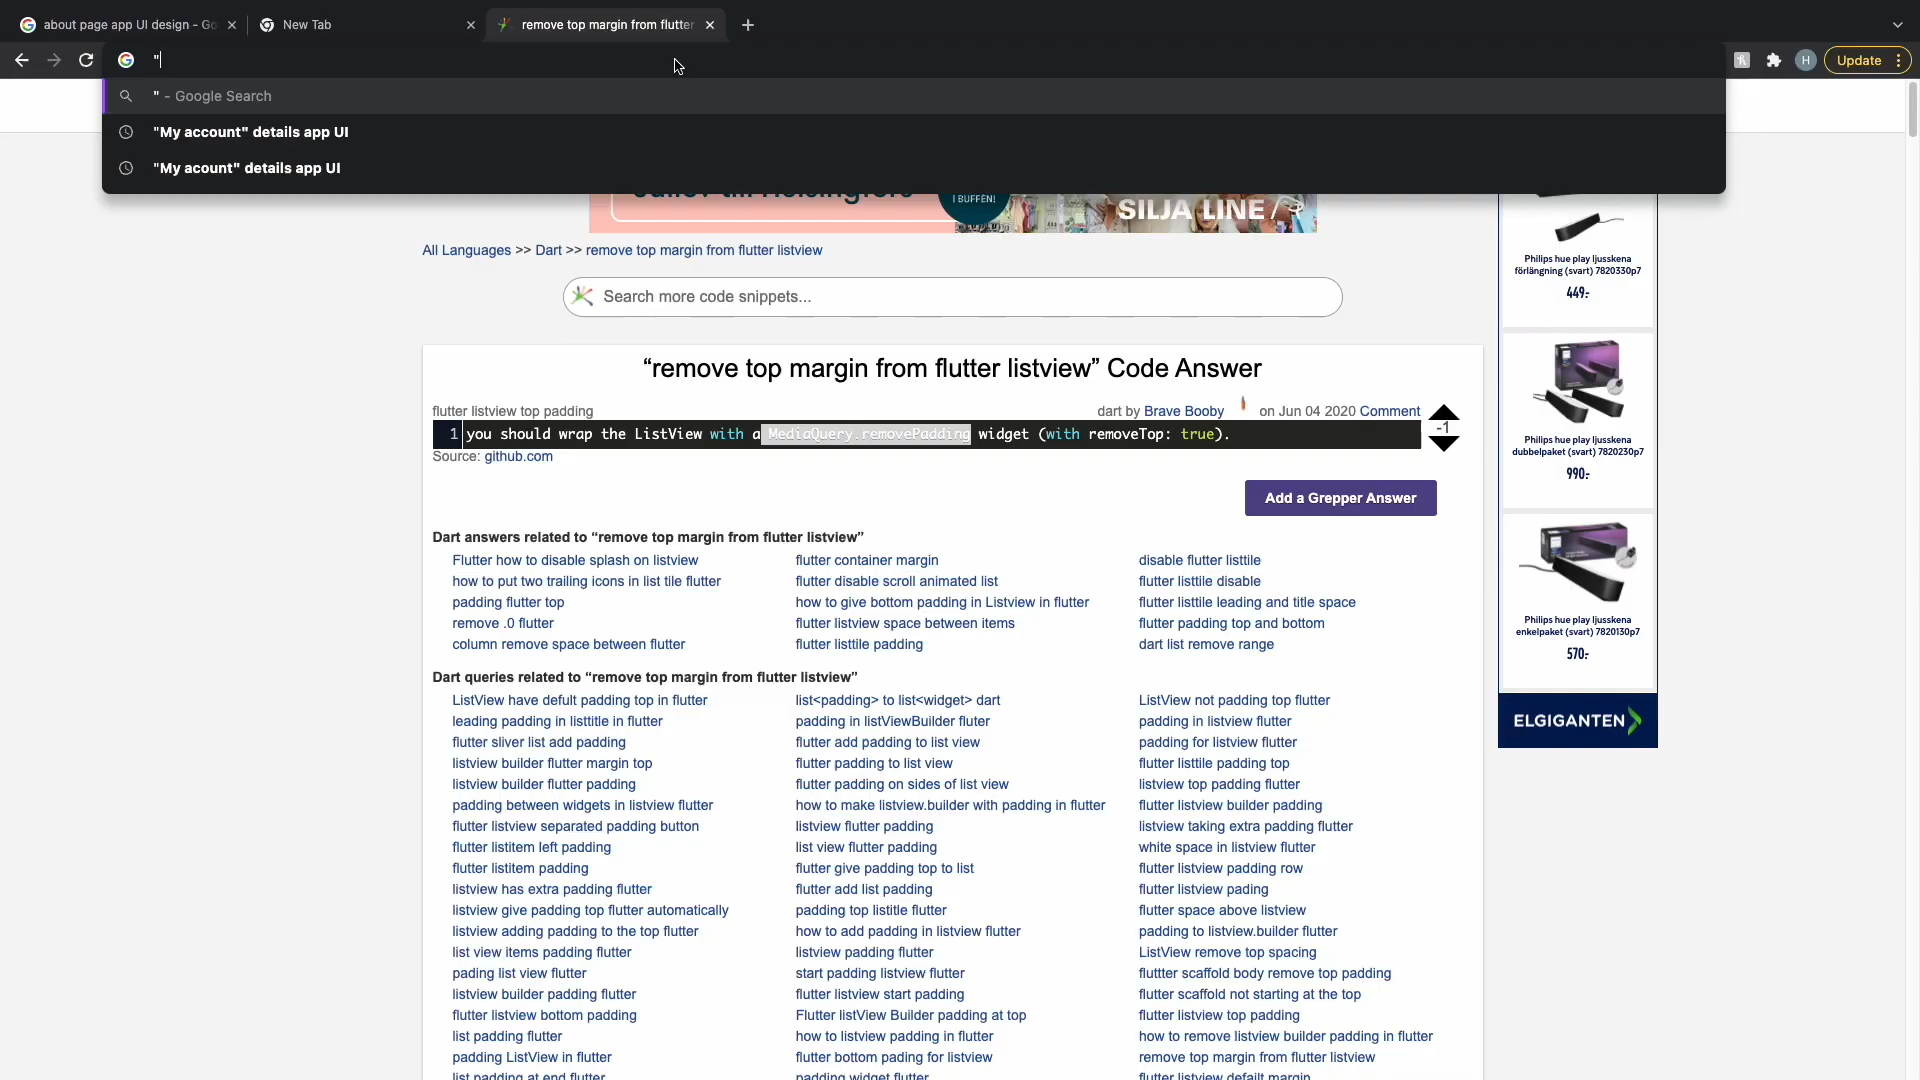 about page app UI design - Go
New Tab
remove top margin from flutter
"
H
Update
" - Google Search
"My account" details app UI
"My acount" details app UI
I BUFFÉN!
SILJA LINE
All Languages >> Dart >> remove top margin from flutter listview
Search more code snippets...
“remove top margin from flutter listview” Code Answer
flutter listview top padding
dart by Brave Booby on Jun 04 2020 Comment
1 you should wrap the ListView with a MediaQuery.removePadding widget (with removeTop: true).
-1
Source: github.com
Add a Grepper Answer
Dart answers related to “remove top margin from flutter listview”
Flutter how to disable splash on listview
how to put two trailing icons in list tile flutter
padding flutter top
remove .0 flutter
column remove space between flutter
flutter container margin
flutter disable scroll animated list
how to give bottom padding in Listview in flutter
flutter listview space between items
flutter listtile padding
disable flutter listtile
flutter listtile disable
flutter listtile leading and title space
flutter padding top and bottom
dart list remove range
Dart queries related to “remove top margin from flutter listview”
ListView have defult padding top in flutter
leading padding in listtitle in flutter
flutter sliver list add padding
listview builder flutter margin top
listview builder flutter padding
padding between widgets in listview flutter
flutter listview separated padding button
flutter listitem left padding
flutter listitem padding
listview has extra padding flutter
listview give padding top flutter automatically
listview adding padding to the top flutter
list view items padding flutter
pading list view flutter
listview builder padding flutter
flutter listview bottom padding
list padding flutter
padding ListView in flutter
list padding at end flutter
list<padding> to list<widget> dart
padding in listViewBuilder fluter
flutter add padding to list view
flutter padding to list view
flutter padding on sides of list view
how to make listview.builder with padding in flutter
listview flutter padding
list view flutter padding
flutter give padding top to list
flutter add list padding
padding top listitle flutter
how to add padding in listview flutter
listview padding flutter
start padding listview flutter
flutter listview start padding
Flutter listView Builder padding at top
how to listview padding in flutter
flutter bottom pading for listview
padding widget flutter
ListView not padding top flutter
padding in listview flutter
padding for listview flutter
flutter listtile padding top
listview top padding flutter
flutter listview builder padding
listview taking extra padding flutter
white space in listview flutter
flutter listview padding row
flutter listview pading
flutter space above listview
padding to listview.builder flutter
ListView remove top spacing
fluttter scaffold body remove top padding
flutter scaffold not starting at the top
flutter listview top padding
how to remove listview builder padding in flutter
remove top margin from flutter listview
flutter listview defailt margin
Philips hue play ljusskena
förlängning (svart) 7820330p7
449:-
Philips hue play ljusskena
dubbelpaket (svart) 7820230p7
990:-
Philips hue play ljusskena
enkelpaket (svart) 7820130p7
570:-
ELGIGANTEN